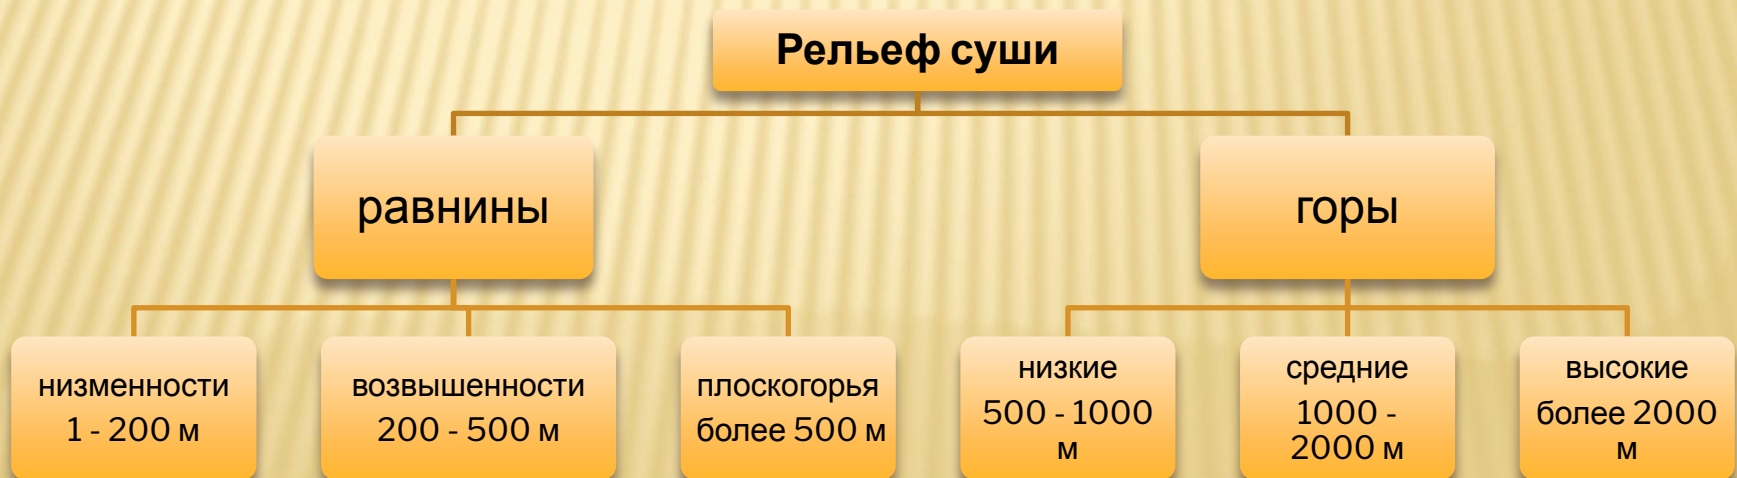 Рельеф суши
равнины
горы
низменности
1 - 200 м
возвышенности
200 - 500 м
плоскогорья
более 500 м
низкие
500 - 1000
м
средние
1000 -
2000 м
высокие
более 2000
м